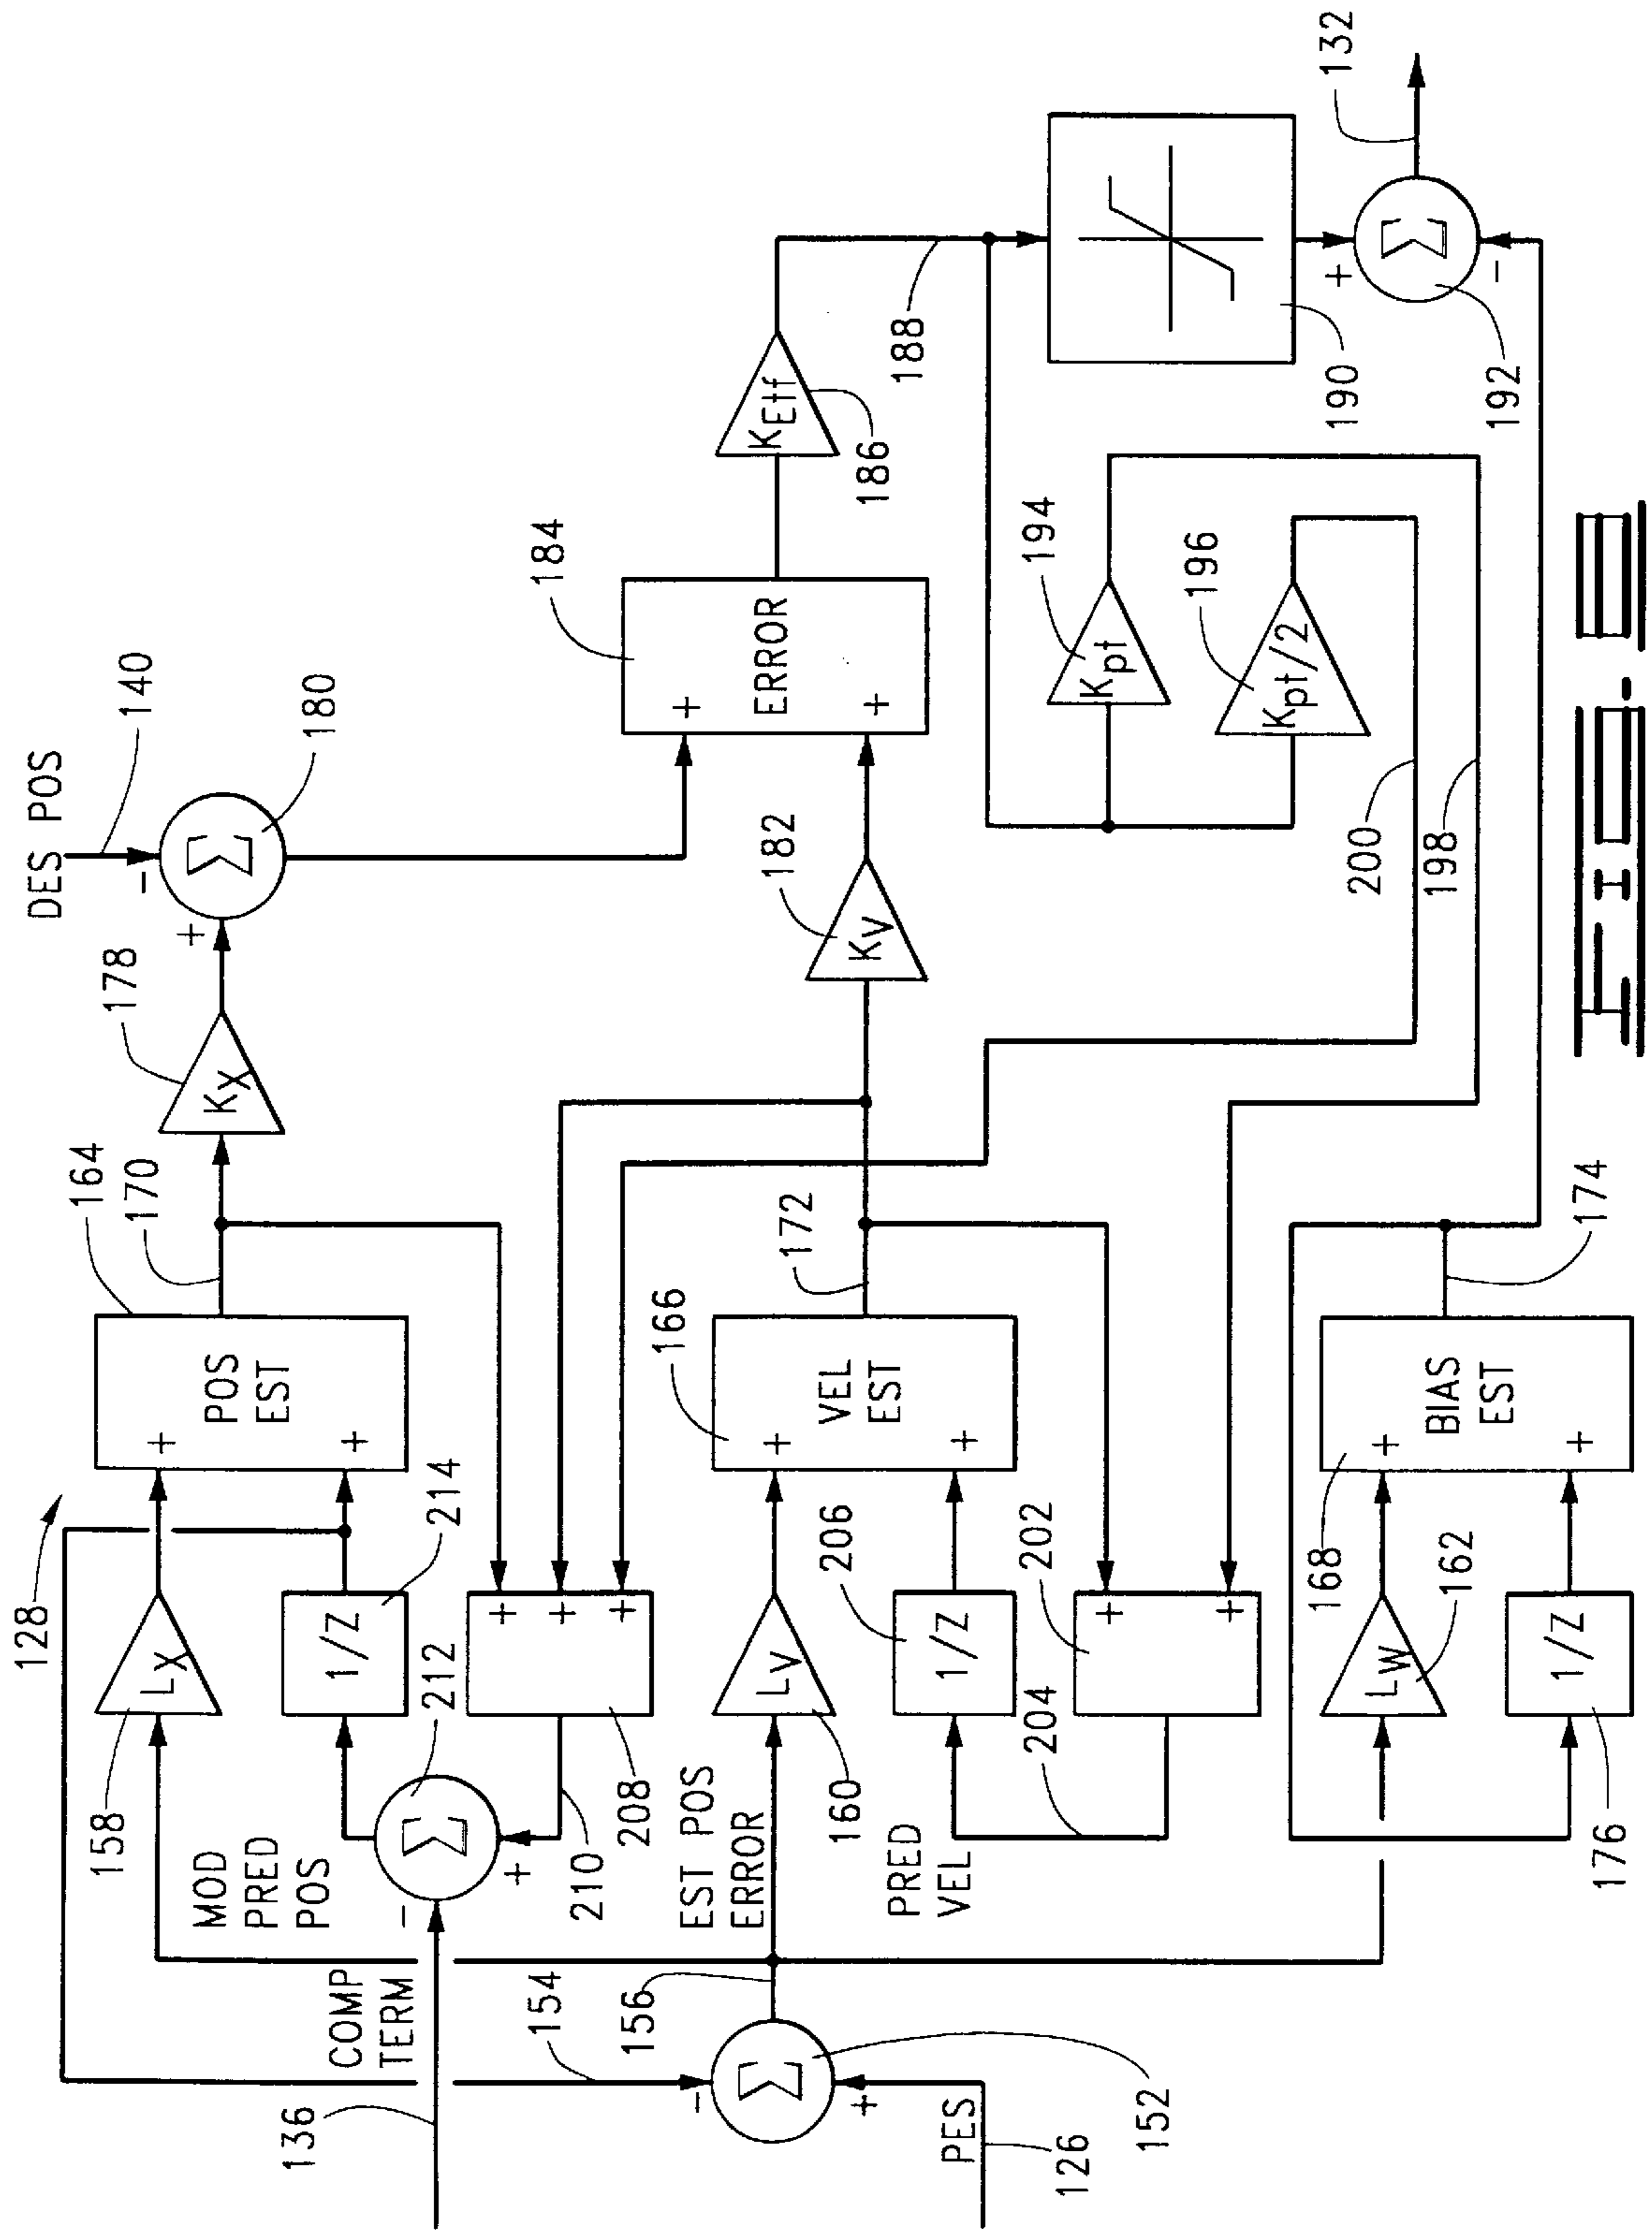 128
DES POS
164
158
178
170
140
LX
+
-
+
MOD
PRED
POS
KX
Σ
POS
EST
136
180
1/Z
+
214
COMP
TERM
-
Σ
212
+
+
+
+
210
208
154
184
156
EST POS
ERROR
-
+
166
+
LV
VEL
EST
172
182
KV
ERROR
+
KEff
186
Σ
+
152
160
206
PRED
VEL
1/Z
+
188
PES
126
204
202
+
+
194
Kpt
196
Kpt/2
168
162
+
LW
BIAS
EST
+
-
Σ
132
190
192
200
198
1/Z
+
176
174